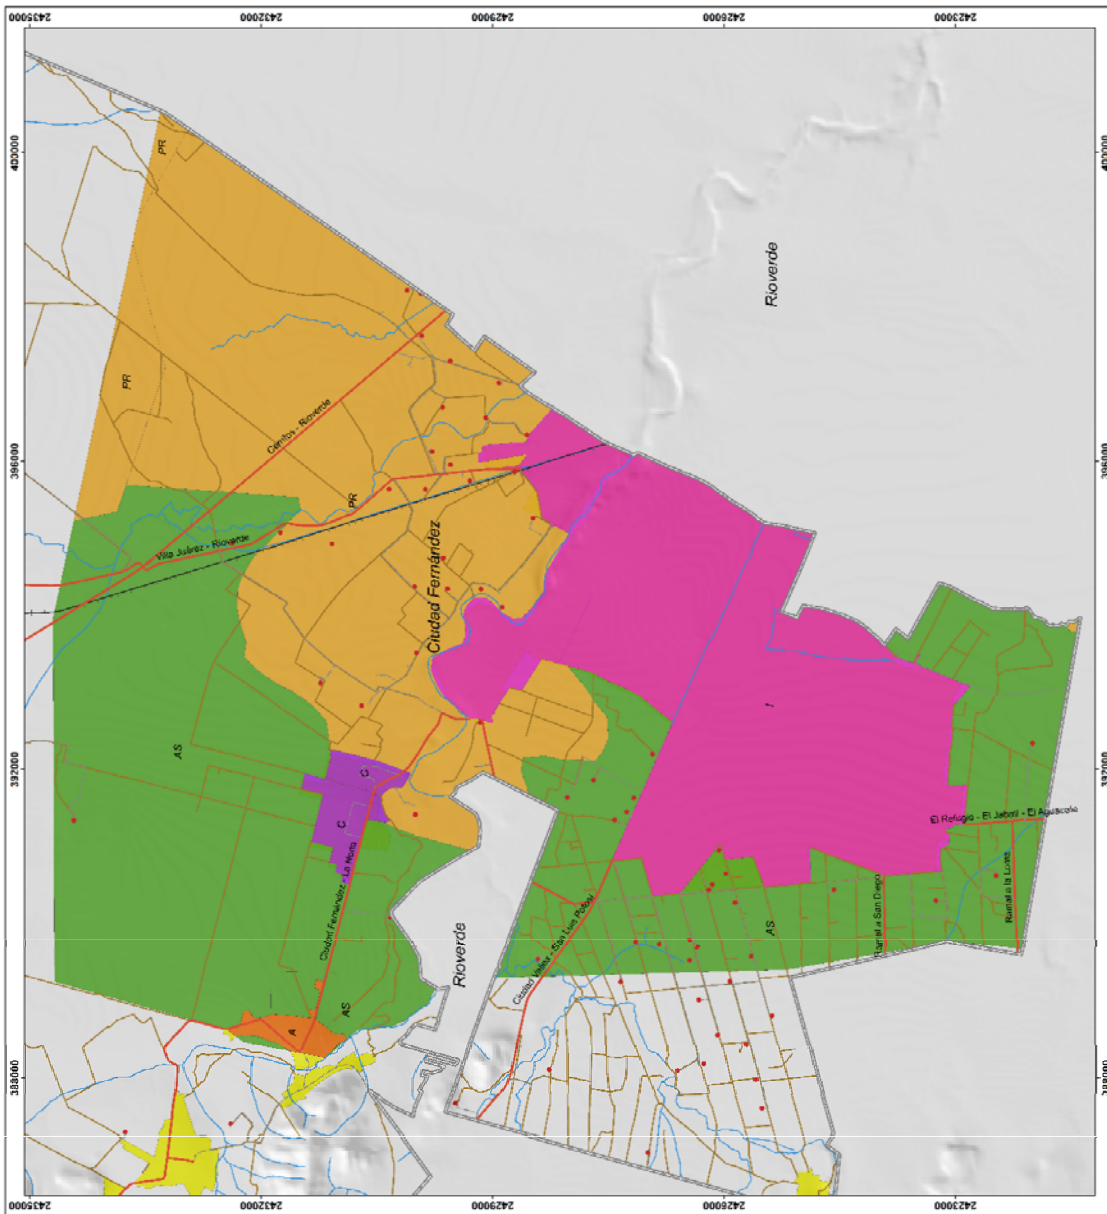 2435000
2432000
2429000
2426000
2423000
400000
400000
PR
PR
Rioverde
Cerritos - Rioverde
396000
396000
PR
Villa Juárez - Rioverde
Ciudad Fernández
AS
I
392000
392000
C
C
El Refugio - El Jabalí - El Aguacate
Ciudad Fernández - La Noria
Ramal a la Loma
Ramal a San Diego
AS
Ciudad Valles - San Luis Potosí
Rioverde
AS
A
388000
388000
2435000
2432000
2429000
2426000
2423000